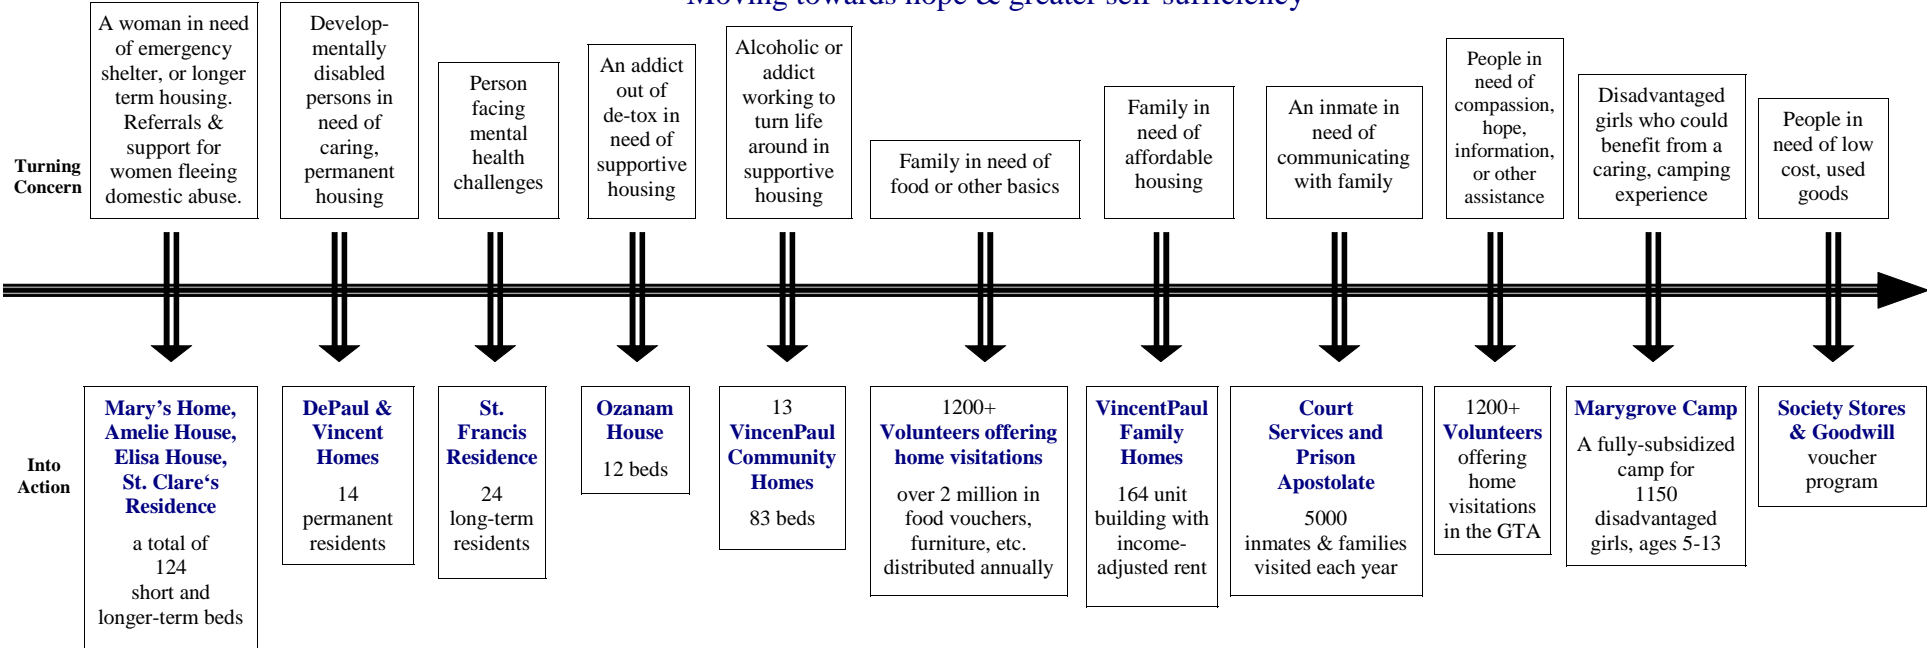 Moving towards hope & greater self-sufficiency
Turning
Concern
A woman in need
of emergency
shelter, or longer
term housing.
Referrals &
support for
women fleeing
domestic abuse.
Develop-
mentally
disabled
persons in
need of
caring,
permanent
housing
Person
facing
mental
health
challenges
An addict
out of
de-tox in
need of
supportive
housing
Alcoholic or
addict
working to
turn life
around in
supportive
housing
Family in need of
food or other basics
Family in
need of
affordable
housing
An inmate in
need of
communicating
with family
People in
need of
compassion,
hope,
information,
or other
assistance
Disadvantaged
girls who could
benefit from a
caring, camping
experience
People in
need of low
cost, used
goods
Into
Action
Mary’s Home,
Amelie House,
Elisa House,
St. Clare‘s
Residence
a total of
124
short and
longer-term beds
DePaul &
Vincent
Homes
14
permanent
residents
St.
Francis
Residence
24
long-term
residents
Ozanam
House
12 beds
13
VincenPaul
Community
Homes
83 beds
1200+
Volunteers offering
home visitations
over 2 million in
food vouchers,
furniture, etc.
distributed annually
VincentPaul
Family
Homes
164 unit
building with
income-
adjusted rent
Court
Services and
Prison
Apostolate
5000
inmates & families
visited each year
1200+
Volunteers
offering
home
visitations
in the GTA
Marygrove Camp
A fully-subsidized
camp for
1150
disadvantaged
girls, ages 5-13
Society Stores
& Goodwill
voucher
program